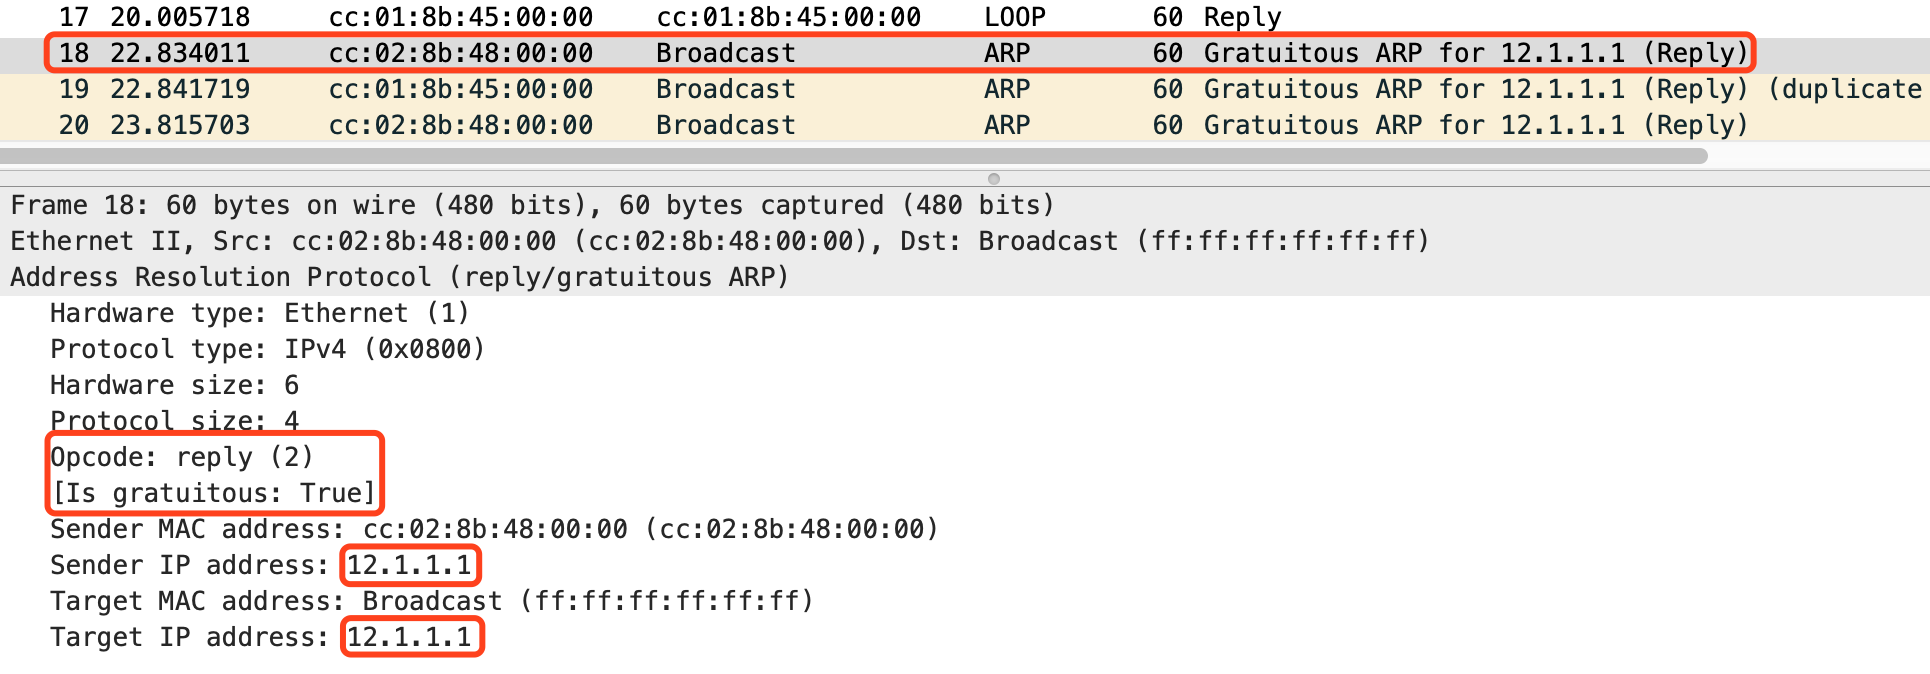 17 20.005718 cc:01:8b:45:00:00 cc:01:8b:45:00:00 LOOP 60 Reply
18 22.834011 cc:02:8b:48:00:00 Broadcast ARP 60 Gratuitous ARP for 12.1.1.1 (Reply)
19 22.841719 cc:01:8b:45:00:00 Broadcast ARP 60 Gratuitous ARP for 12.1.1.1 (Reply) (duplicate
20 23.815703 cc:02:8b:48:00:00 Broadcast ARP 60 Gratuitous ARP for 12.1.1.1 (Reply)
Frame 18: 60 bytes on wire (480 bits), 60 bytes captured (480 bits)
Ethernet II, Src: cc:02:8b:48:00:00 (cc:02:8b:48:00:00), Dst: Broadcast (ff:ff:ff:ff:ff:ff)
Address Resolution Protocol (reply/gratuitous ARP)
Hardware type: Ethernet (1)
Protocol type: IPv4 (0x0800)
Hardware size: 6
Protocol size: 4
Opcode: reply (2)
[Is gratuitous: True]
Sender MAC address: cc:02:8b:48:00:00 (cc:02:8b:48:00:00)
Sender IP address: 12.1.1.1
Target MAC address: Broadcast (ff:ff:ff:ff:ff:ff)
Target IP address: 12.1.1.1